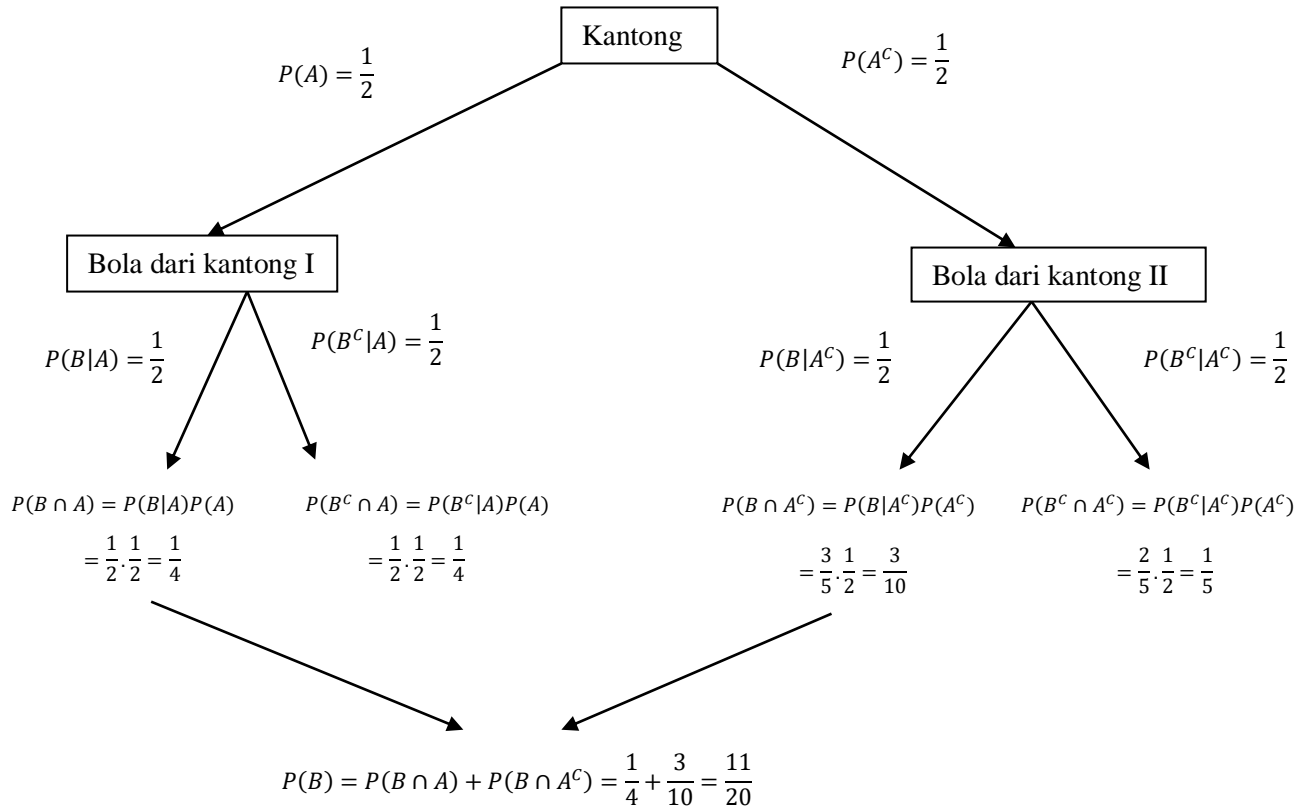 Kantong
P(A) = 1/2
P(A^C) = 1/2
Bola dari kantong I
Bola dari kantong II
P(B|A) = 1/2
P(B^C|A) = 1/2
P(B|A^C) = 1/2
P(B^C|A^C) = 1/2
P(B ∩ A) = P(B|A)P(A)
= 1/2 . 1/2 = 1/4
P(B^C ∩ A) = P(B^C|A)P(A)
= 1/2 . 1/2 = 1/4
P(B ∩ A^C) = P(B|A^C)P(A^C)
= 3/5 . 1/2 = 3/10
P(B^C ∩ A^C) = P(B^C|A^C)P(A^C)
= 2/5 . 1/2 = 1/5
P(B) = P(B ∩ A) + P(B ∩ A^C) = 1/4 + 3/10 = 11/20